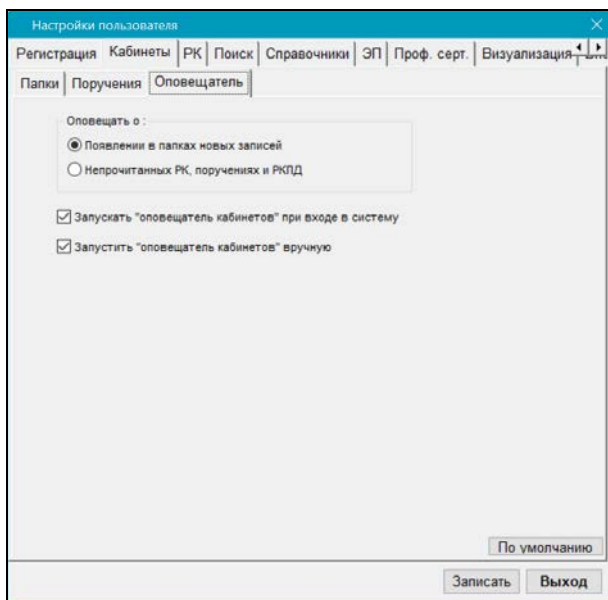 Настройки пользователя
Регистрация Кабинеты РК Поиск Справочники ЭП Проф. серт. Визуализация
Папки Поручения Оповещатель
Оповещать о :
Появлении в папках новых записей
Непрочитанных РК, поручениях и РКПД
Запускать "оповещатель кабинетов" при входе в систему
Запустить "оповещатель кабинетов" вручную
По умолчанию
Записать Выход